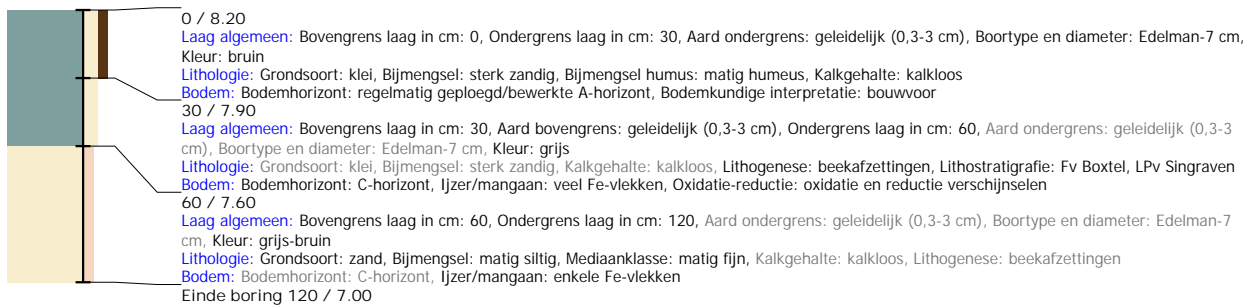 0 / 8.20
Laag algemeen: Bovengrens laag in cm: 0, Ondergrens laag in cm: 30, Aard ondergrens: geleidelijk (0,3-3 cm), Boortype en diameter: Edelman-7 cm,
Kleur: bruin
Lithologie: Grondsoort: klei, Bijmengsel: sterk zandig, Bijmengsel humus: matig humeus, Kalkgehalte: kalkloos
Bodem: Bodemhorizont: regelmatig geploegd/bewerkte A-horizont, Bodemkundige interpretatie: bouwvoor
30 / 7.90
Laag algemeen: Bovengrens laag in cm: 30, Aard bovengrens: geleidelijk (0,3-3 cm), Ondergrens laag in cm: 60, Aard ondergrens: geleidelijk (0,3-3
cm), Boortype en diameter: Edelman-7 cm, Kleur: grijs
Lithologie: Grondsoort: klei, Bijmengsel: sterk zandig, Kalkgehalte: kalkloos, Lithogenese: beekafzettingen, Lithostratigrafie: Fv Boxtel, LPv Singraven
Bodem: Bodemhorizont: C-horizont, Ijzer/mangaan: veel Fe-vlekken, Oxidatie-reductie: oxidatie en reductie verschijnselen
60 / 7.60
Laag algemeen: Bovengrens laag in cm: 60, Ondergrens laag in cm: 120, Aard ondergrens: geleidelijk (0,3-3 cm), Boortype en diameter: Edelman-7
cm, Kleur: grijs-bruin
Lithologie: Grondsoort: zand, Bijmengsel: matig siltig, Mediaanklasse: matig fijn, Kalkgehalte: kalkloos, Lithogenese: beekafzettingen
Bodem: Bodemhorizont: C-horizont, Ijzer/mangaan: enkele Fe-vlekken
Einde boring 120 / 7.00